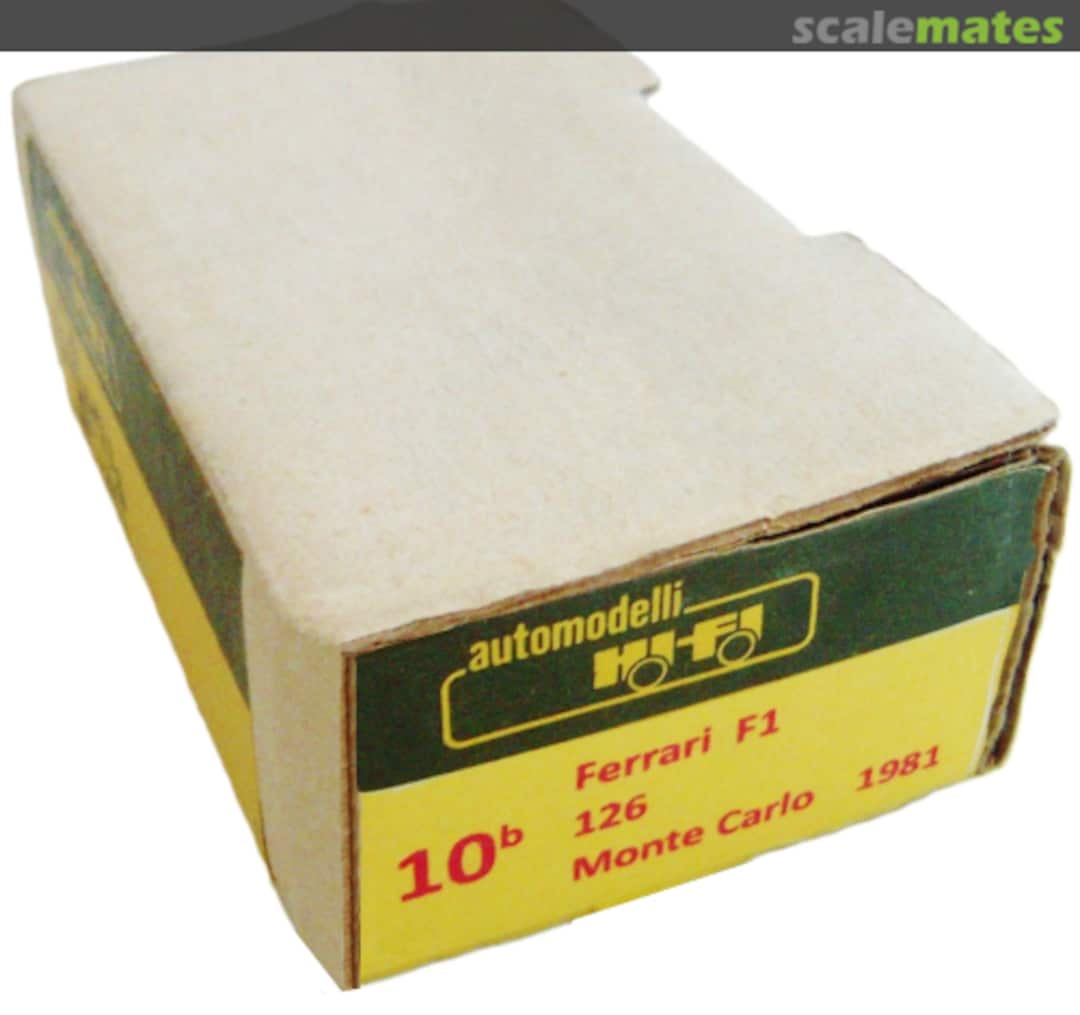 scalemates
automodelli
HI-FI
Ferrari F1
126
Monte Carlo 1981
10b